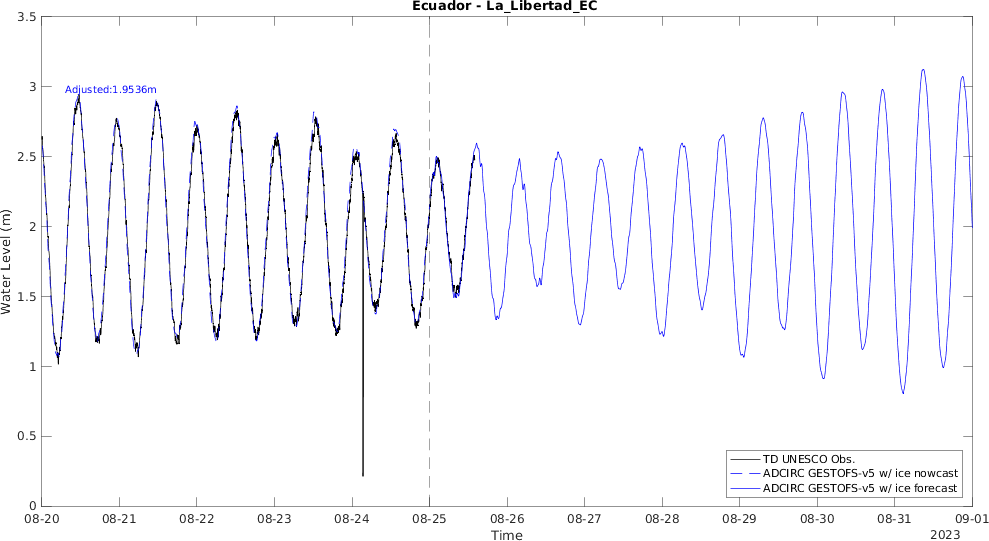 Ecuador - La_Libertad_EC
3.5
3
2.5
2
1.5
1
0.5
0
Water Level (m)
Adjusted:1.9536m
TD UNESCO Obs.
ADCIRC GESTOFS-v5 w/ ice nowcast
ADCIRC GESTOFS-v5 w/ ice forecast
08-20 08-21 08-22 08-23 08-24 08-25 08-26 08-27 08-28 08-29 08-30 08-31 09-01
Time
2023